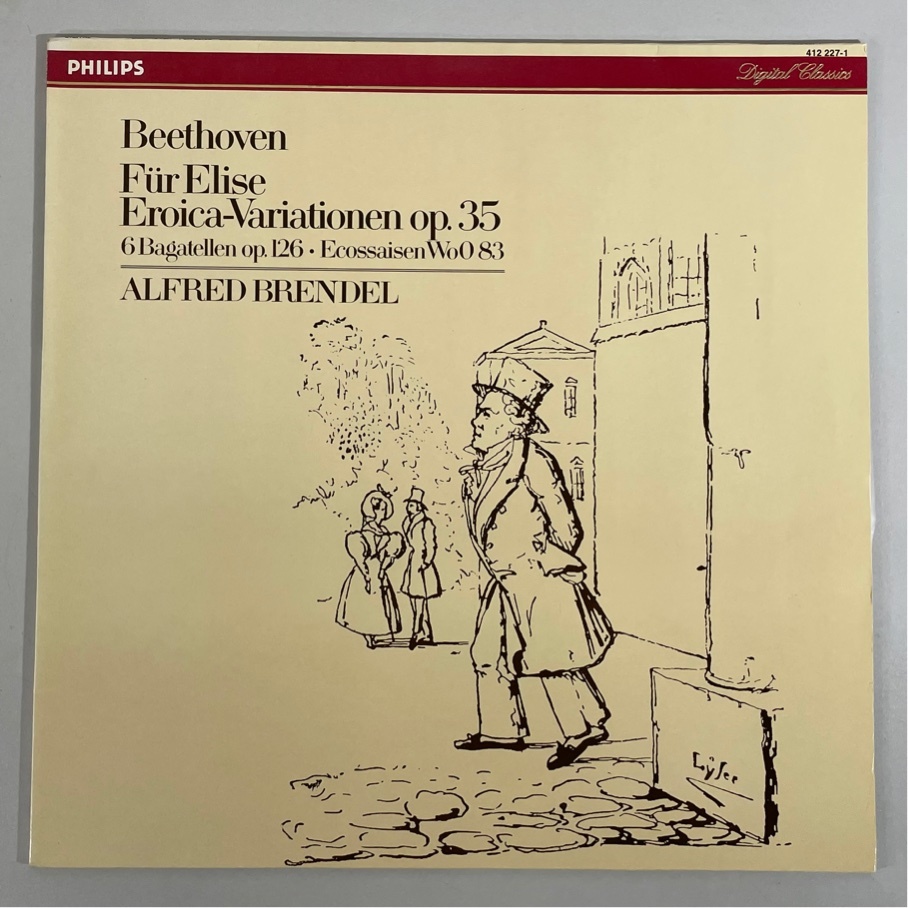 412 227-1
PHILIPS
Digital Classics
Beethoven
Für Elise
Eroica-Variationen op. 35
6 Bagatellen op. 126 • Ecossaisen WoO 83
ALFRED BRENDEL
Lÿser